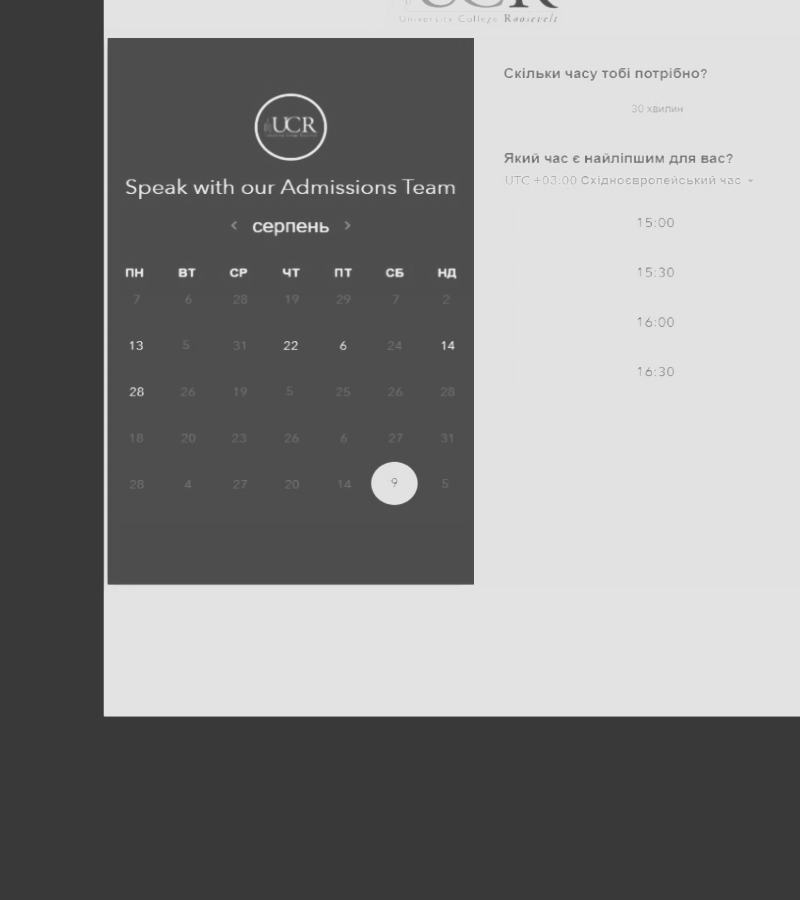 UCR
University College Roosevelt
UCR
Speak with our Admissions Team
< серпень >
ПН ВТ СР ЧТ ПТ СБ НД
7 6 28 19 29 7 2
13 5 31 22 6 24 14
28 26 19 5 25 26 28
18 20 23 26 6 27 31
28 4 27 20 14 9 5
Скільки часу тобі потрібно?
30 хвилин
Який час є найліпшим для вас?
UTC +03:00 Східноєвропейський час
15:00
15:30
16:00
16:30